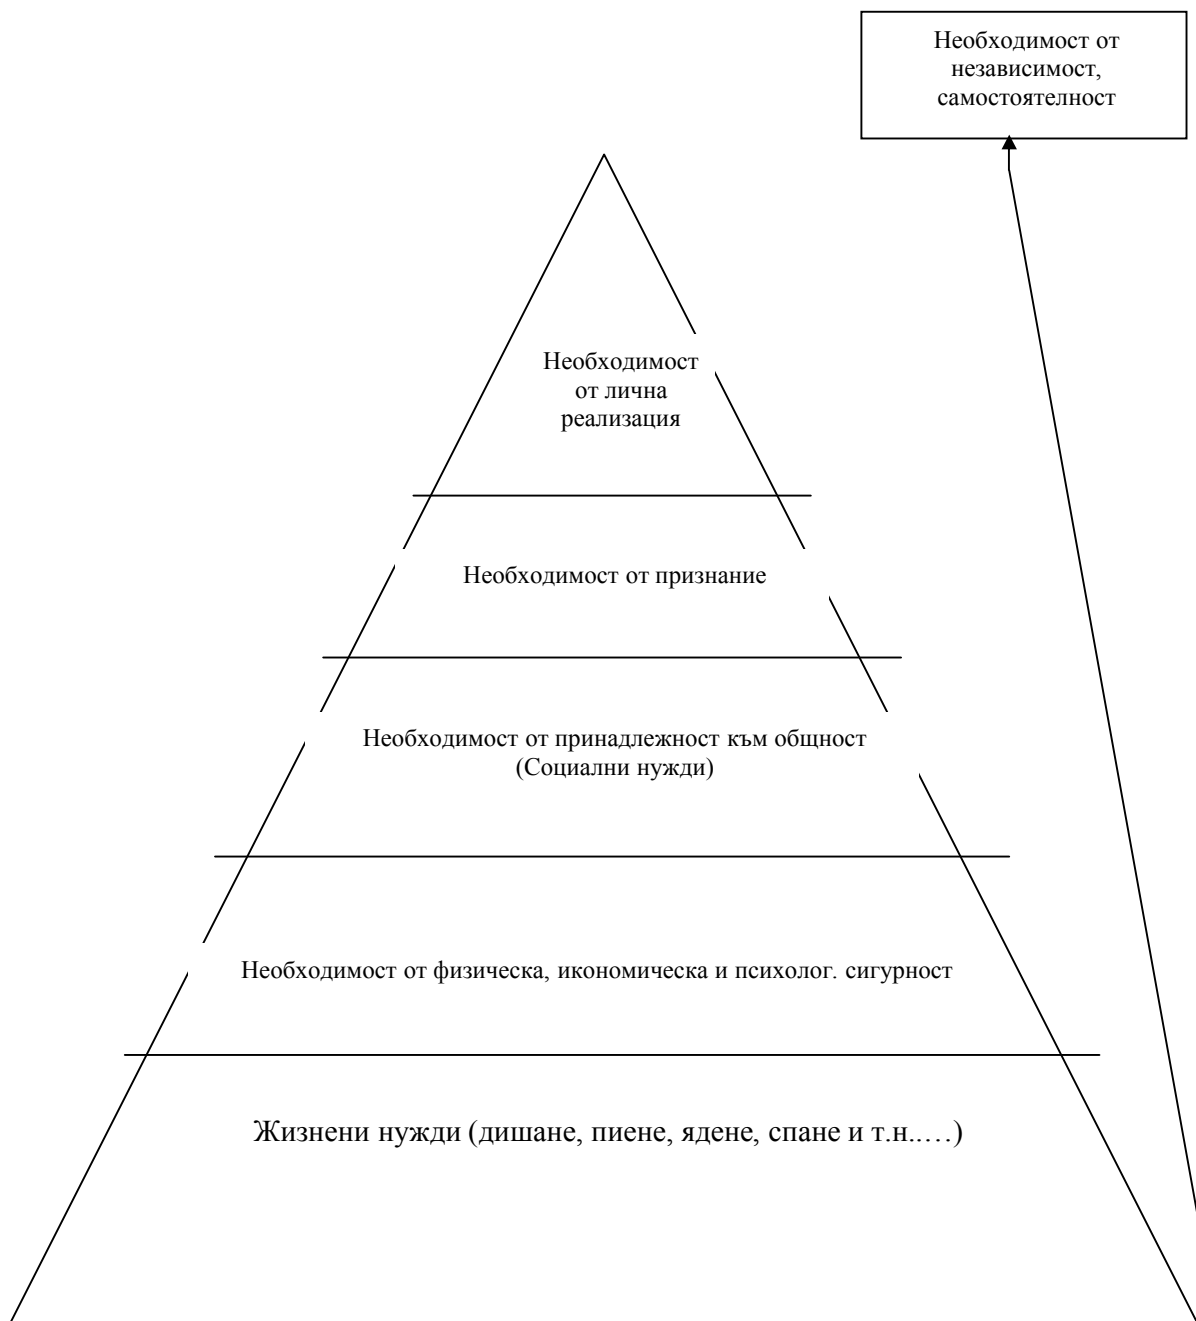 Необходимост от
независимост,
самостоятелност
Необходимост
от лична
реализация
Необходимост от признание
Необходимост от принадлежност към общност
(Социални нужди)
Необходимост от физическа, икономическа и психолог. сигурност
Жизнени нужди (дишане, пиене, ядене, спане и т.н.….)